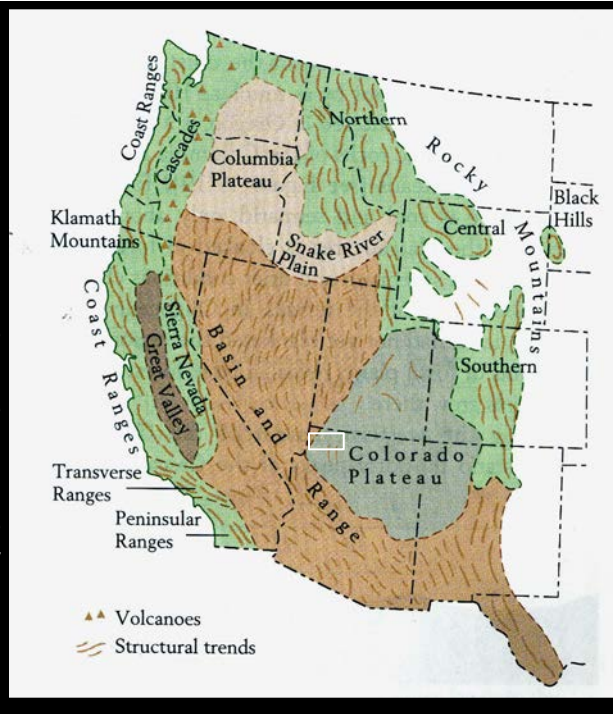 Coast Ranges
Cascades
Northern
Rocky
Mountains
Columbia
Plateau
Black
Hills
Klamath
Mountains
Central
Snake River
Plain
Coast Ranges
Sierra Nevada
Great Valley
Basin and Range
Southern
Colorado
Plateau
Transverse
Ranges
Peninsular
Ranges
Volcanoes
Structural trends